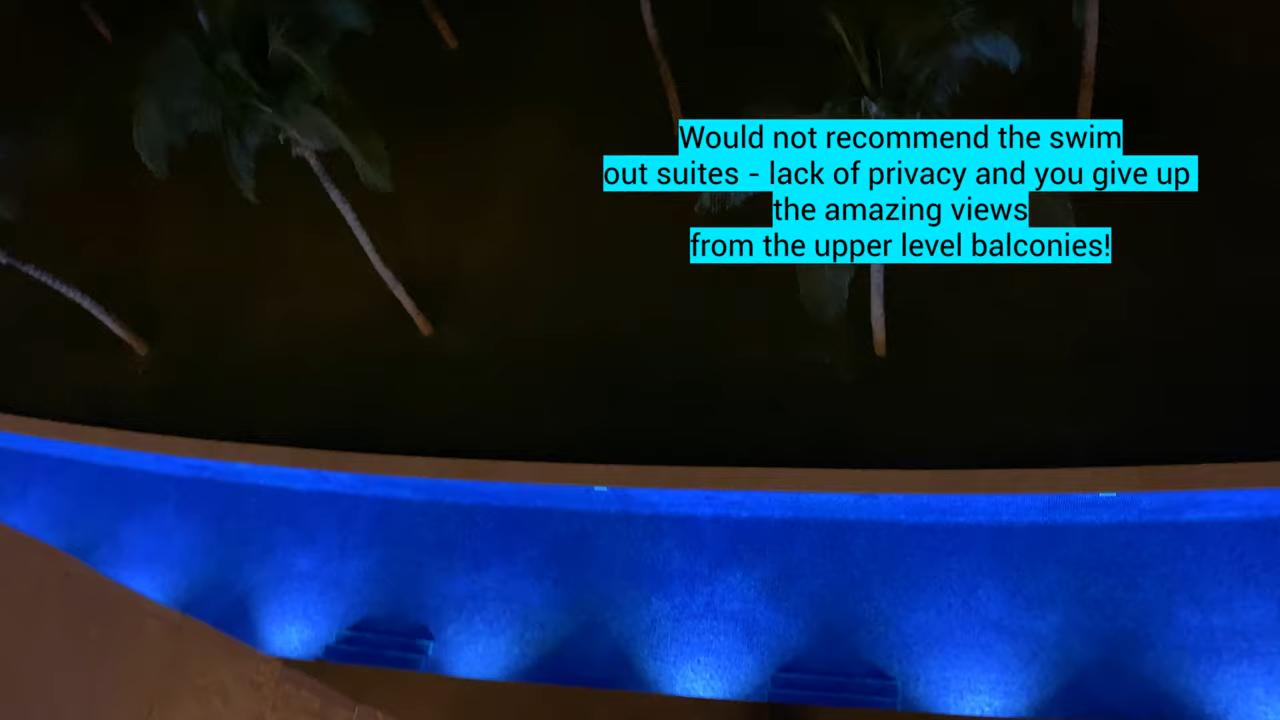 Would not recommend the swim
out suites - lack of privacy and you give up
the amazing views
from the upper level balconies!